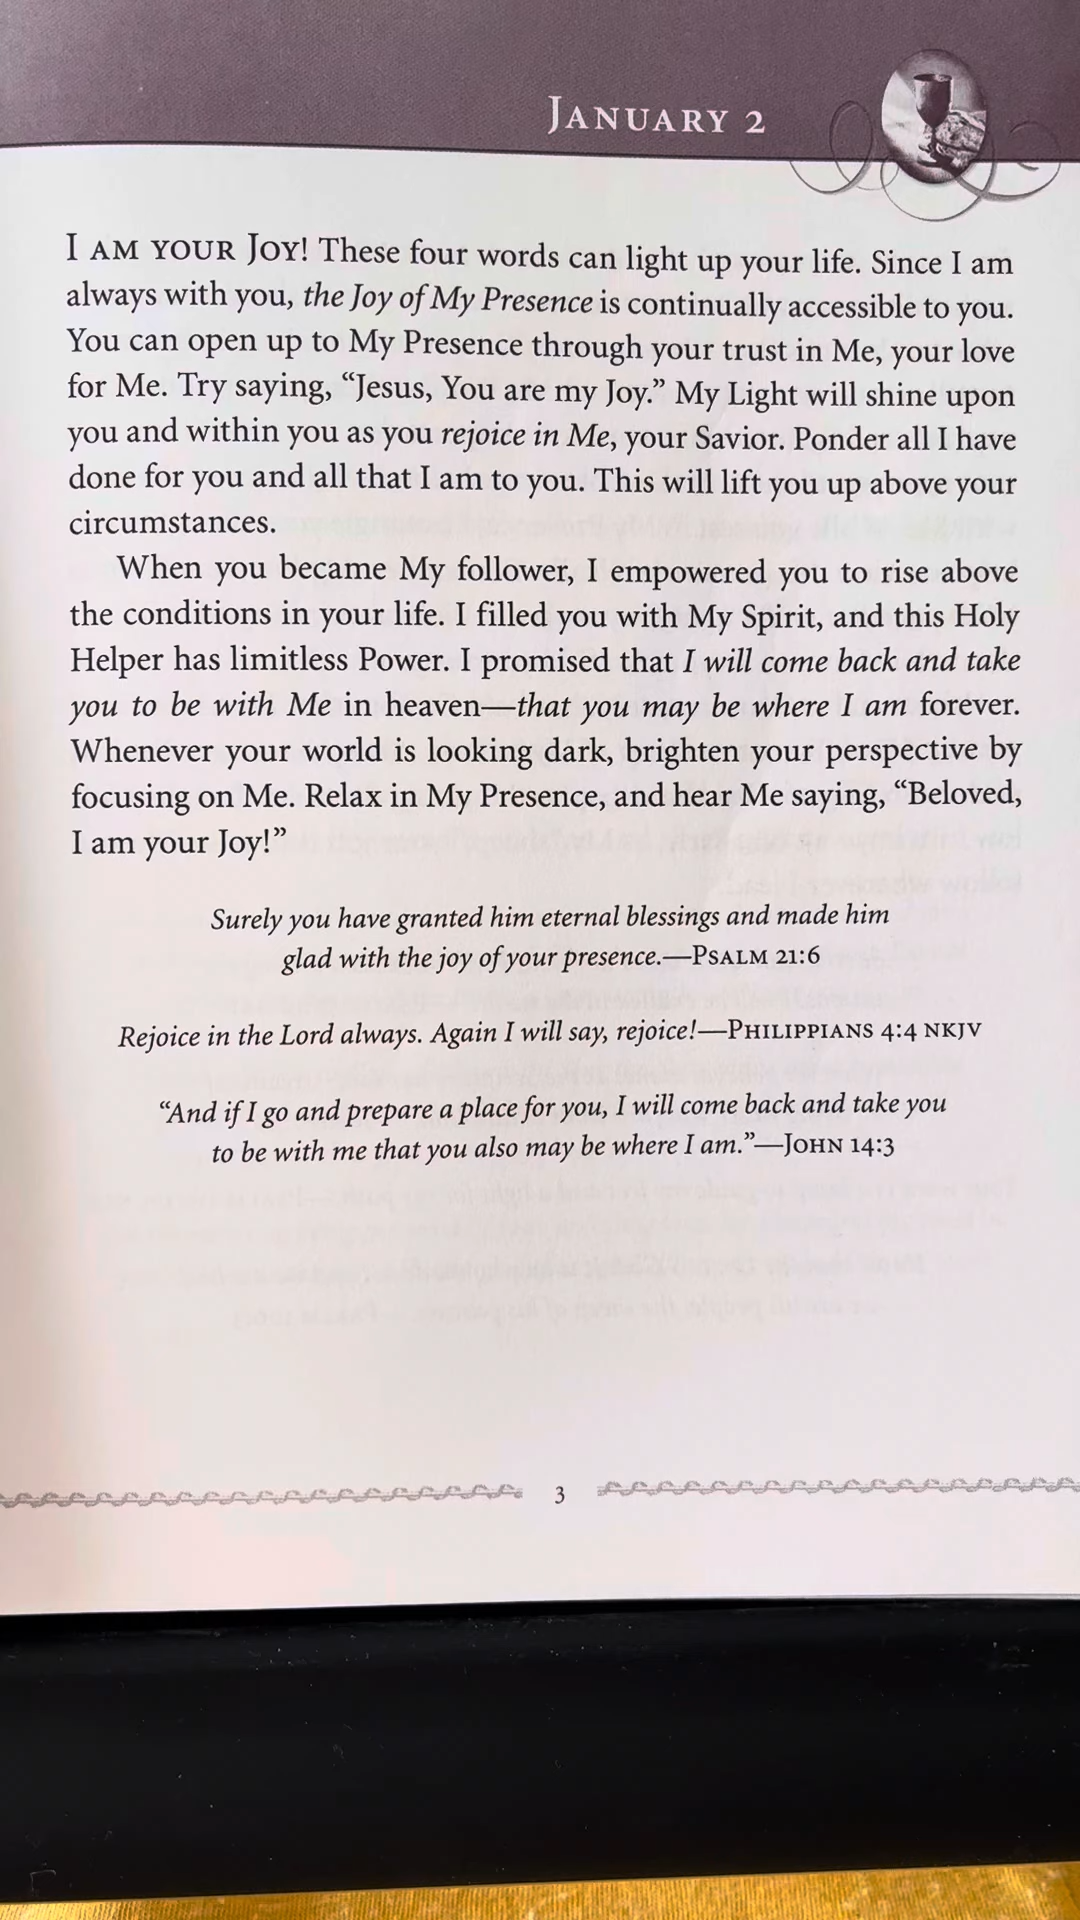 January 2
I am your Joy! These four words can light up your life. Since I am
always with you, the Joy of My Presence is continually accessible to you.
You can open up to My Presence through your trust in Me, your love
for Me. Try saying, “Jesus, You are my Joy.” My Light will shine upon
you and within you as you rejoice in Me, your Savior. Ponder all I have
done for you and all that I am to you. This will lift you up above your
circumstances.
When you became My follower, I empowered you to rise above
the conditions in your life. I filled you with My Spirit, and this Holy
Helper has limitless Power. I promised that I will come back and take
you to be with Me in heaven—that you may be where I am forever.
Whenever your world is looking dark, brighten your perspective by
focusing on Me. Relax in My Presence, and hear Me saying, “Beloved,
I am your Joy!”
Surely you have granted him eternal blessings and made him
glad with the joy of your presence.—Psalm 21:6
Rejoice in the Lord always. Again I will say, rejoice!—Philippians 4:4 NKJV
“And if I go and prepare a place for you, I will come back and take you
to be with me that you also may be where I am.”—John 14:3
3